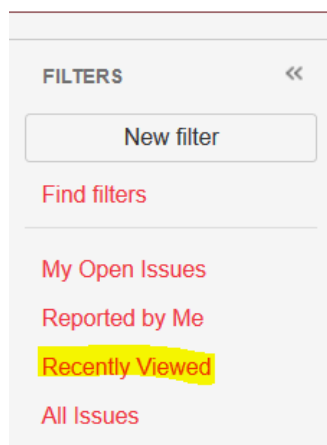 FILTERS
New filter
Find filters
My Open Issues
Reported by Me
Recently Viewed
All Issues